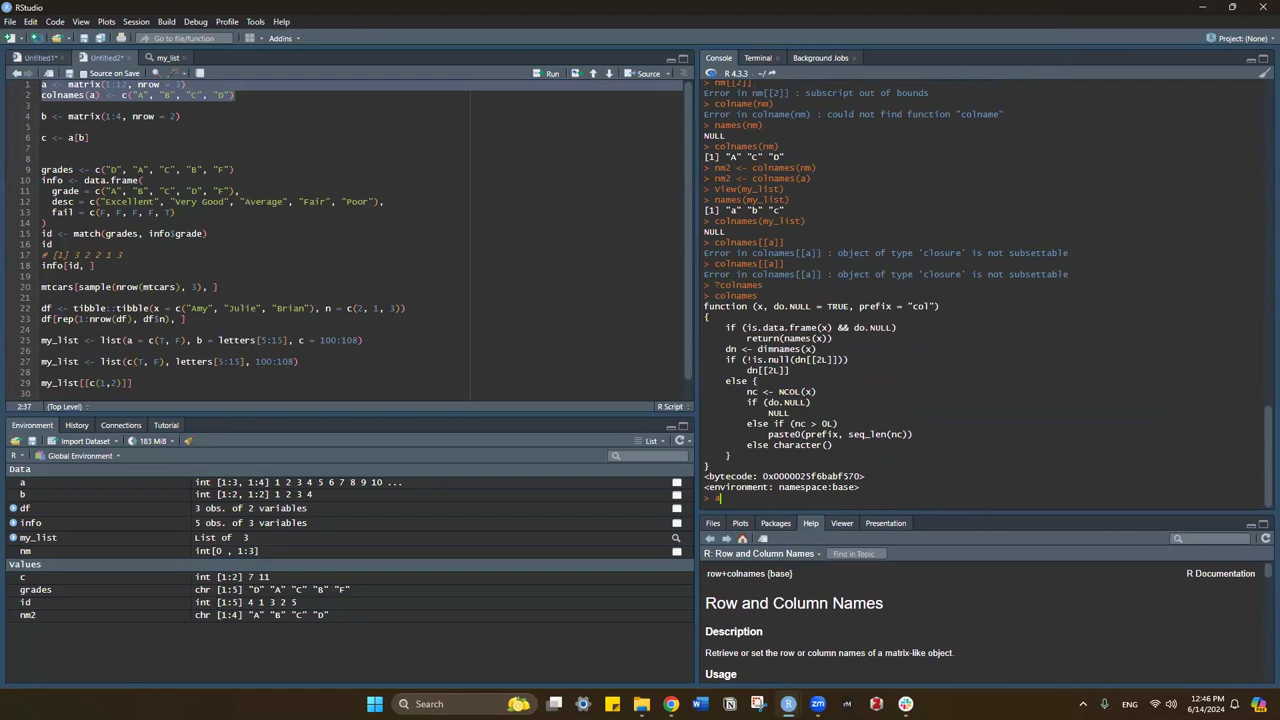 RStudio
File Edit Code View Plots Session Build Debug Profile Tools Help
Go to file/function Addins Project: (None)
Untitled1* Untitled2* my_list
Source on Save Run Source
1 a <- matrix(1:12, nrow = 3)
2 colnames(a) <- c("A", "B", "C", "D")
3
4 b <- matrix(1:4, nrow = 2)
5
6 c <- a[b]
7
8
9 grades <- c("D", "A", "C", "B", "F")
10 info <- data.frame(
11 grade = c("A", "B", "C", "D", "F"),
12 desc = c("Excellent", "Very Good", "Average", "Fair", "Poor"),
13 fail = c(F, F, F, F, T)
14 )
15 id <- match(grades, info$grade)
16 id
17 # [1] 3 2 2 1 3
18 info[id, ]
19
20 mtcars[sample(nrow(mtcars), 3), ]
21
22 df <- tibble::tibble(x = c("Amy", "Julie", "Brian"), n = c(2, 1, 3))
23 df[rep(1:nrow(df), df$n), ]
24
25 my_list <- list(a = c(T, F), b = letters[5:15], c = 100:108)
26
27 my_list <- list(c(T, F), letters[5:15], 100:108)
28
29 my_list[[c(1,2)]]
30
2:37 (Top Level) R Script
Environment History Connections Tutorial
Import Dataset 183 MiB List
R Global Environment
Data
a int [1:3, 1:4] 1 2 3 4 5 6 7 8 9 10 ...
b int [1:2, 1:2] 1 2 3 4
df 3 obs. of 2 variables
info 5 obs. of 3 variables
my_list List of 3
nm int[0 , 1:3]
Values
c int [1:2] 7 11
grades chr [1:5] "D" "A" "C" "B" "F"
id int [1:5] 4 1 3 2 5
nm2 chr [1:4] "A" "B" "C" "D"
Console Terminal Background Jobs
R 4.3.3 · ~/
> nm[[2]]
Error in nm[[2]] : subscript out of bounds
> colname(nm)
Error in colname(nm) : could not find function "colname"
> names(nm)
NULL
> colnames(nm)
[1] "A" "C" "D"
> nm2 <- colnames(nm)
> nm2 <- colnames(a)
> View(my_list)
> names(my_list)
[1] "a" "b" "c"
> colnames(my_list)
NULL
> colnames[[a]]
Error in colnames[[a]] : object of type 'closure' is not subsettable
> colnames[[a]]
Error in colnames[[a]] : object of type 'closure' is not subsettable
> ?colnames
> colnames
function (x, do.NULL = TRUE, prefix = "col")
{
if (is.data.frame(x) && do.NULL)
return(names(x))
dn <- dimnames(x)
if (!is.null(dn[[2L]]))
dn[[2L]]
else {
nc <- NCOL(x)
if (do.NULL)
NULL
else if (nc > 0L)
paste0(prefix, seq_len(nc))
else character()
}
}
<bytecode: 0x0000025f6babf570>
<environment: namespace:base>
> a
Files Plots Packages Help Viewer Presentation
R: Row and Column Names Find in Topic
row+colnames {base} R Documentation
Row and Column Names
Description
Retrieve or set the row or column names of a matrix-like object.
Usage
Search ENG 12:46 PM
6/14/2024